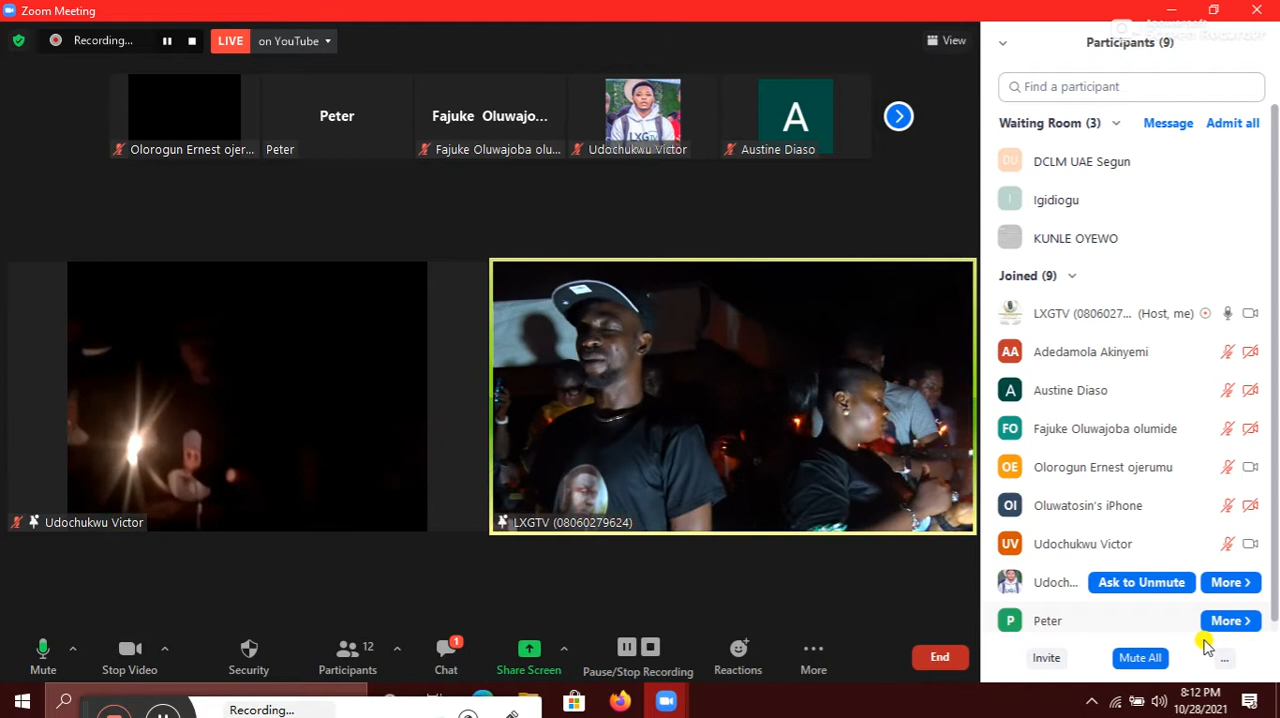 Zoom Meeting
Recording...
LIVE on YouTube
View
Olorogun Ernest ojer...
Peter
Peter
Fajuke Oluwajo...
Fajuke Oluwajoba olu...
LXGTV
Udochukwu Victor
A
Austine Diaso
Udochukwu Victor
LXGTV (08060279624)
Participants (9)
Find a participant
Waiting Room (3) Message Admit all
DU DCLM UAE Segun
I Igidiogu
KUNLE OYEWO
Joined (9)
LXGTV (0806027... (Host, me)
AA Adedamola Akinyemi
A Austine Diaso
FO Fajuke Oluwajoba olumide
OE Olorogun Ernest ojerumu
OI Oluwatosin's iPhone
UV Udochukwu Victor
Udoch... Ask to Unmute More >
P Peter More >
Invite Mute All ...
Mute
Stop Video
Security
12
Participants
1
Chat
Share Screen
Pause/Stop Recording
Reactions
More
End
Recording...
8:12 PM
10/28/2021